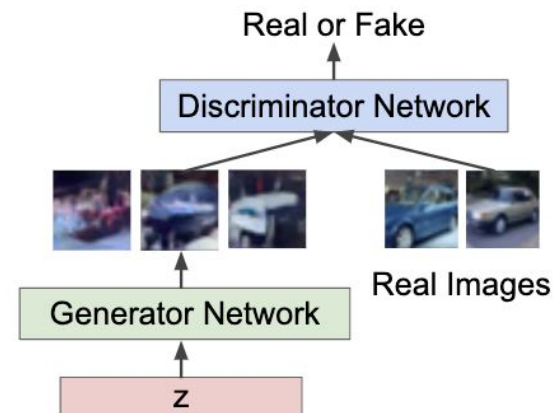 Real or Fake
Discriminator Network
Real Images
Generator Network
z